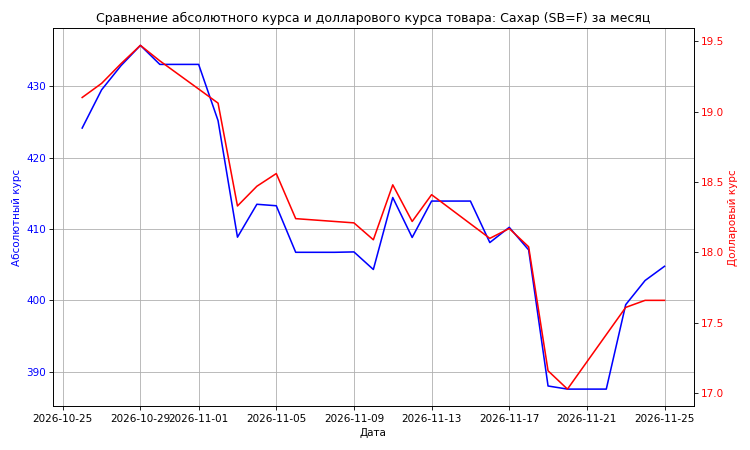 Сравнение абсолютного курса и долларового курса товара: Сахар (SB=F) за месяц
Абсолютный курс
430
420
410
400
390
19.5
19.0
18.5
18.0
17.5
17.0
Долларовый курс
2026-10-25 2026-10-29 2026-11-01 2026-11-05 2026-11-09 2026-11-13 2026-11-17 2026-11-21 2026-11-25
Дата